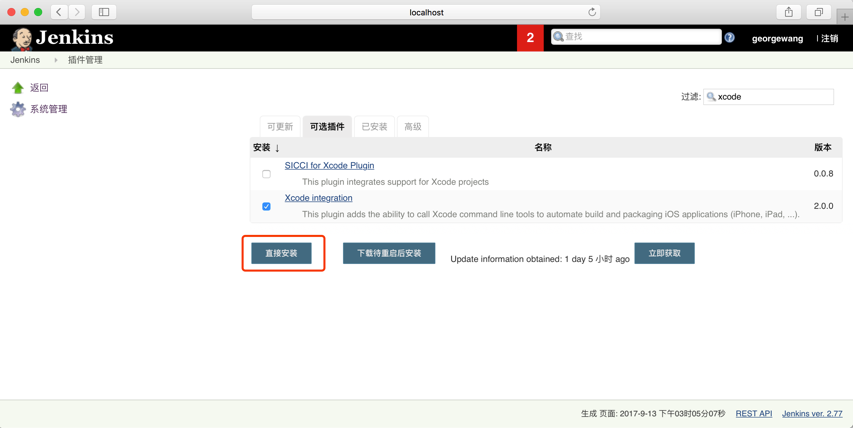 localhost
Jenkins
2
查找
georgewang
| 注销
Jenkins
插件管理
返回
系统管理
过滤:
xcode
可更新
可选插件
已安装
高级
安装 ↓
名称
版本
SICCI for Xcode Plugin
This plugin integrates support for Xcode projects
0.0.8
Xcode integration
This plugin adds the ability to call Xcode command line tools to automate build and packaging iOS applications (iPhone, iPad, ...).
2.0.0
直接安装
下载待重启后安装
Update information obtained: 1 day 5 小时 ago
立即获取
生成 页面: 2017-9-13 下午03时05分07秒
REST API
Jenkins ver. 2.77